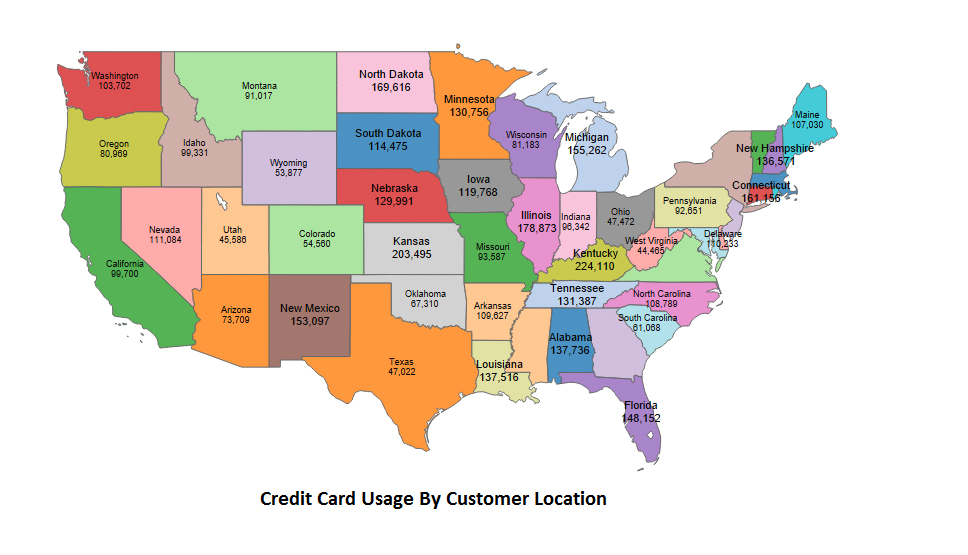 Washington
103,702
Montana
91,017
North Dakota
169,616
Minnesota
130,756
Oregon
80,969
Idaho
99,331
Wyoming
53,877
South Dakota
114,475
Wisconsin
81,183
Michigan
155,262
Maine
107,030
New Hampshire
136,571
Connecticut
161,156
Nebraska
129,991
Iowa
119,768
Illinois
178,873
Indiana
96,342
Ohio
47,472
Pennsylvania
92,651
Delaware
110,233
West Virginia
44,465
Nevada
111,084
Utah
45,586
Colorado
54,560
Kansas
203,495
Missouri
93,587
Kentucky
224,110
California
99,700
Arizona
73,709
New Mexico
153,097
Oklahoma
67,310
Arkansas
109,627
Tennessee
131,387
North Carolina
108,789
South Carolina
61,068
Texas
47,022
Louisiana
137,516
Alabama
137,736
Florida
148,152
Credit Card Usage By Customer Location